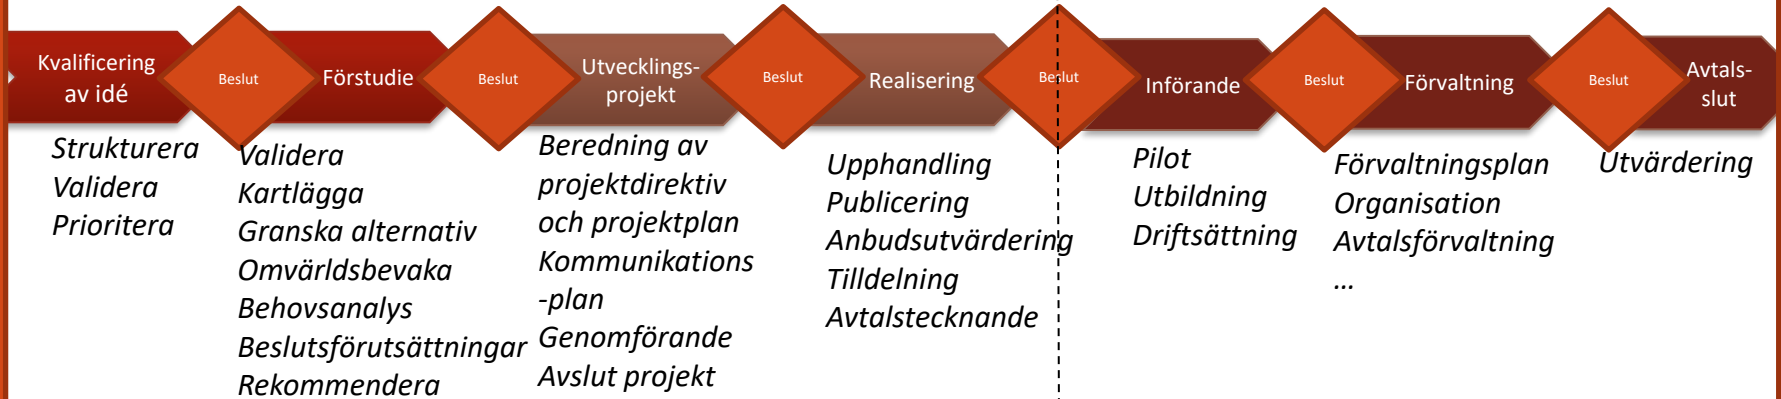 Kvalificering
av idé
Beslut
Förstudie
Beslut
Utvecklings-
projekt
Beslut
Realisering
Beslut
Införande
Beslut
Förvaltning
Beslut
Avtals-
slut
Strukturera
Validera
Prioritera
Validera
Kartlägga
Granska alternativ
Omvärldsbevaka
Behovsanalys
Beslutsförutsättningar
Rekommendera
Beredning av
projektdirektiv
och projektplan
Kommunikations
-plan
Genomförande
Avslut projekt
Upphandling
Publicering
Anbudsutvärdering
Tilldelning
Avtalstecknande
Pilot
Utbildning
Driftsättning
Förvaltningsplan
Organisation
Avtalsförvaltning
...
Utvärdering